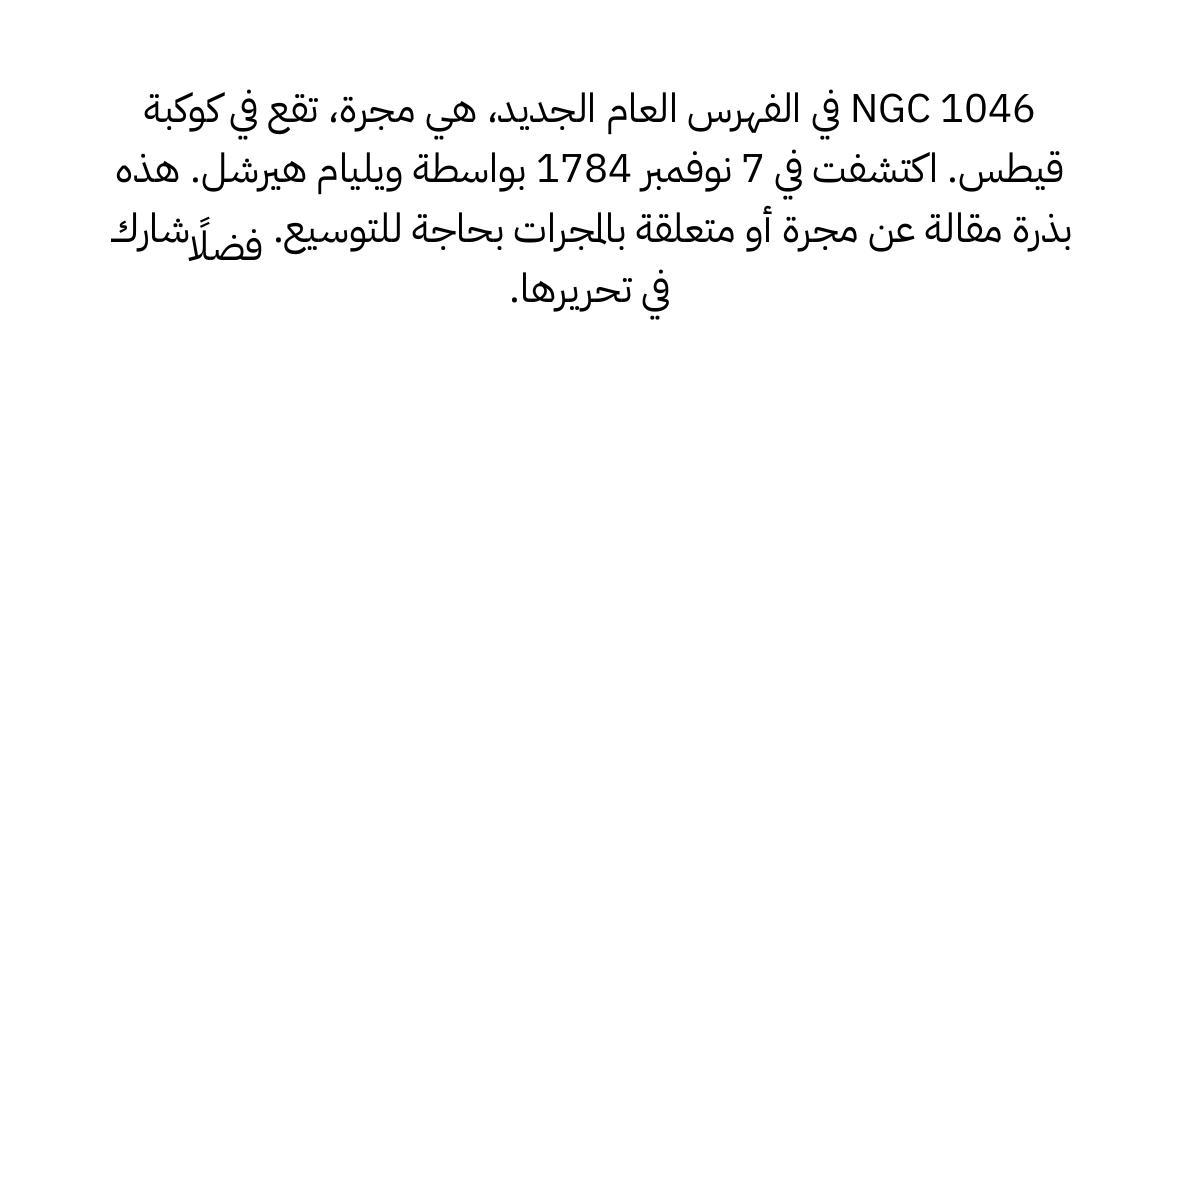 NGC 1046 في الفهرس العام الجديد، هي مجرة، تقع في كوكبة
قيطس. اكتشفت في 7 نوفمبر 1784 بواسطة ويليام هيرشل. هذه
بذرة مقالة عن مجرة أو متعلقة بالمجرات بحاجة للتوسيع. فضلًا شارك
في تحريرها.